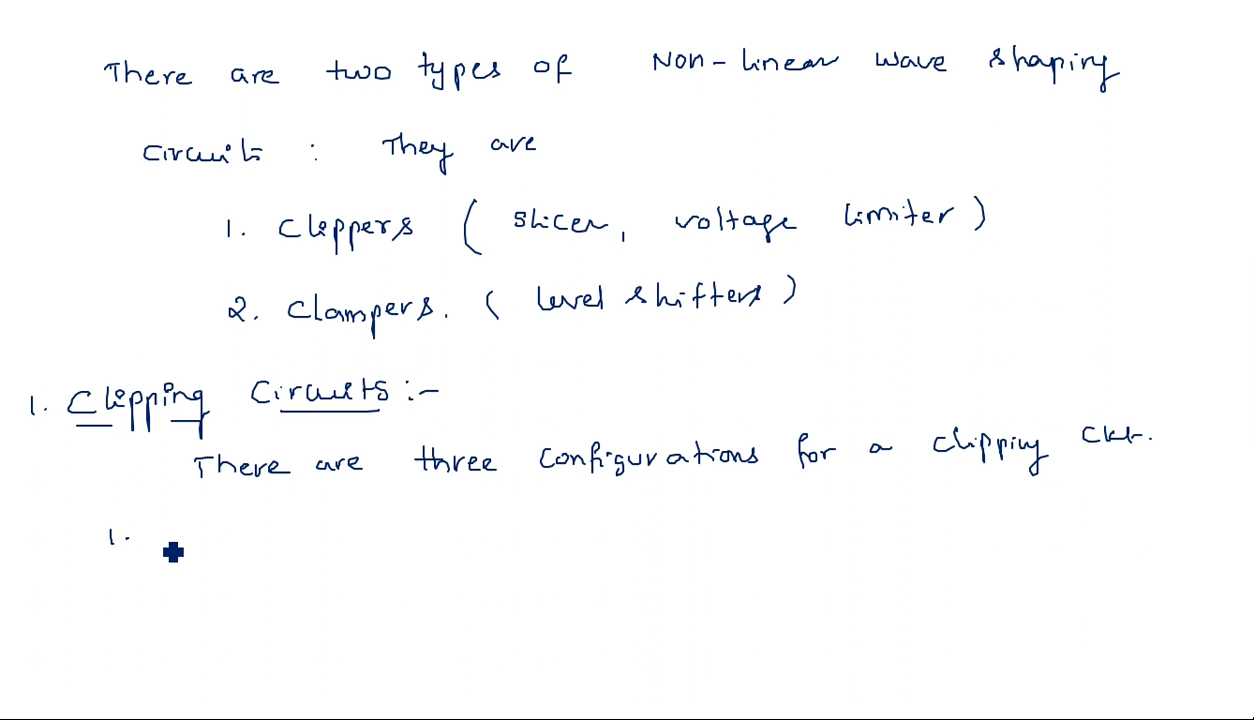 There are two types of Non-linear wave shaping
circuits : They are
1. Clippers ( slicer, voltage limiter )
2. Clampers. ( level shifters )
1. Clipping Circuits :-
There are three configurations for a clipping ckt.
1.